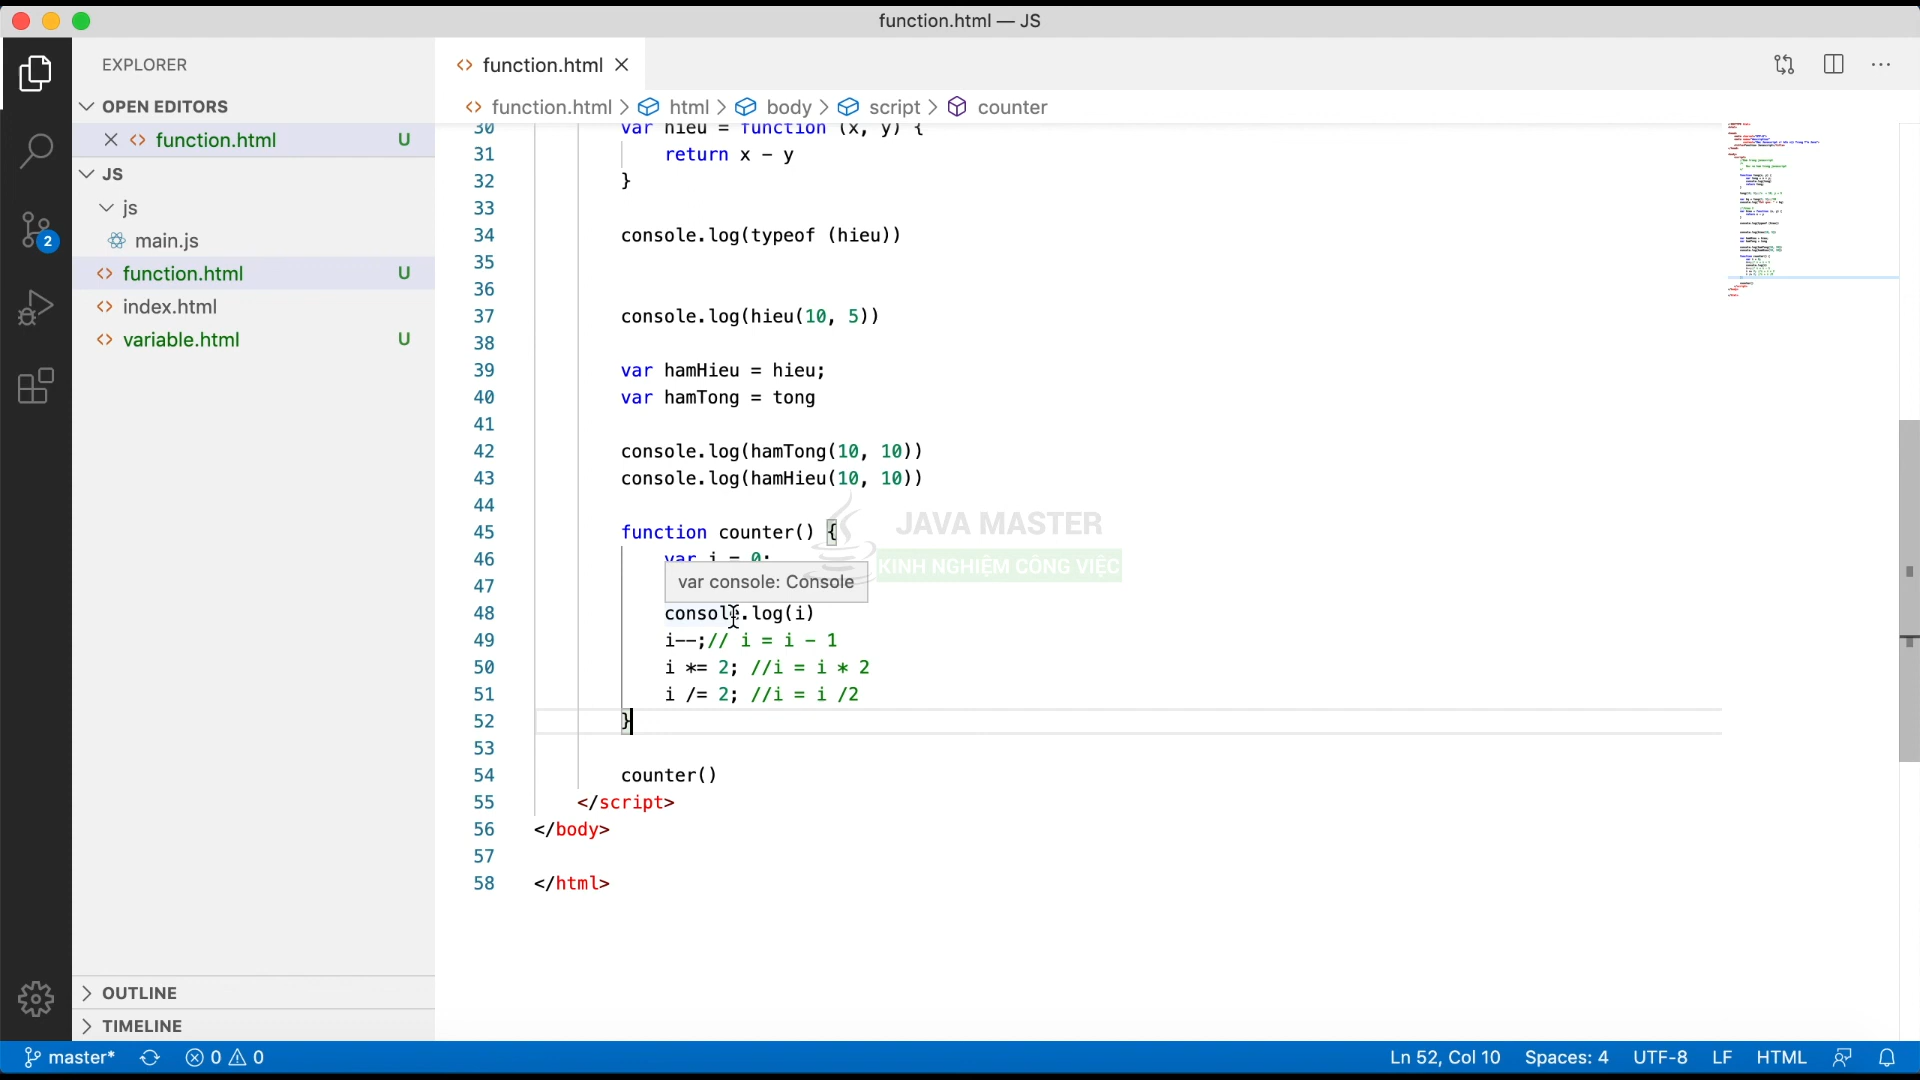 function.html — JS
EXPLORER
OPEN EDITORS
function.html U
JS
js
main.js
function.html U
index.html
variable.html U
2
function.html
function.html > html > body > script > counter
30 var hieu = function (x, y) {
31 return x - y
32 }
33
34 console.log(typeof (hieu))
35
36
37 console.log(hieu(10, 5))
38
39 var hamHieu = hieu;
40 var hamTong = tong
41
42 console.log(hamTong(10, 10))
43 console.log(hamHieu(10, 10))
44
45 function counter() {
46 var i = 0;
47 var console: Console
48 console.log(i)
49 i--;// i = i - 1
50 i *= 2; //i = i * 2
51 i /= 2; //i = i /2
52 }
53
54 counter()
55 </script>
56 </body>
57
58 </html>
JAVA MASTER
KINH NGHIỆM CÔNG VIỆC
OUTLINE
TIMELINE
master* 0 0 Ln 52, Col 10 Spaces: 4 UTF-8 LF HTML